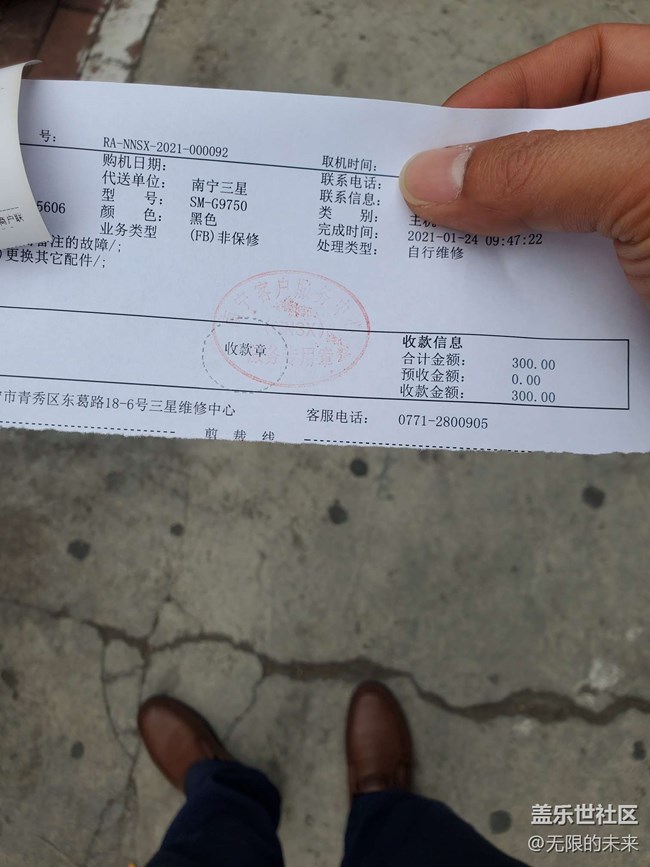 号: RA-NNSX-2021-000092
购机日期: 取机时间:
代送单位: 南宁三星 联系电话:
型 号: SM-G9750 联系信息:
5606 颜 色: 黑色 类 别:
业务类型 (FB)非保修 完成时间: 2021-01-24 09:47:22
备注的故障/; 处理类型: 自行维修
更换其它配件/;
收款章
收款信息
合计金额: 300.00
预收金额: 0.00
收款金额: 300.00
市青秀区东葛路18-6号三星维修中心 客服电话: 0771-2800905
剪 裁 线
盖乐世社区
@无限的未来